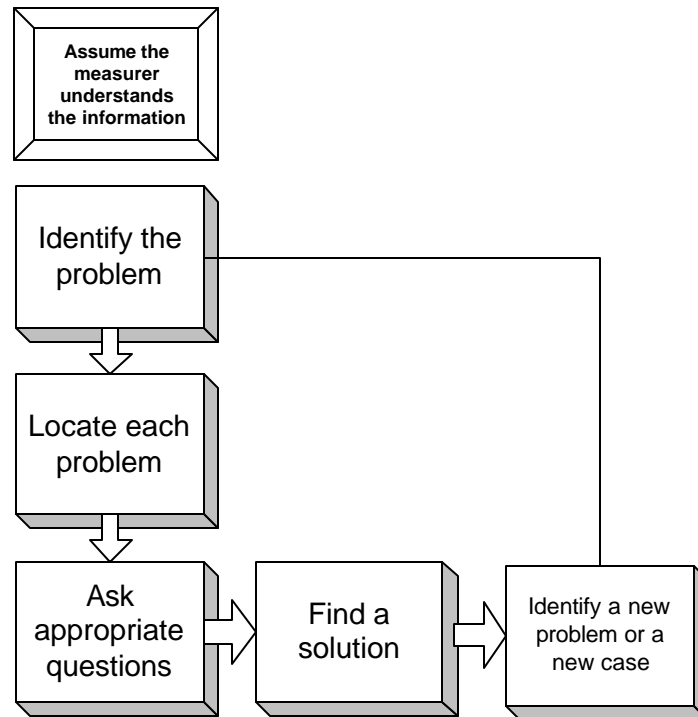 Assume the
measurer
understands
the information
Identify the
problem
Locate each
problem
Ask
appropriate
questions
Find a
solution
Identify a new
problem or a
new case